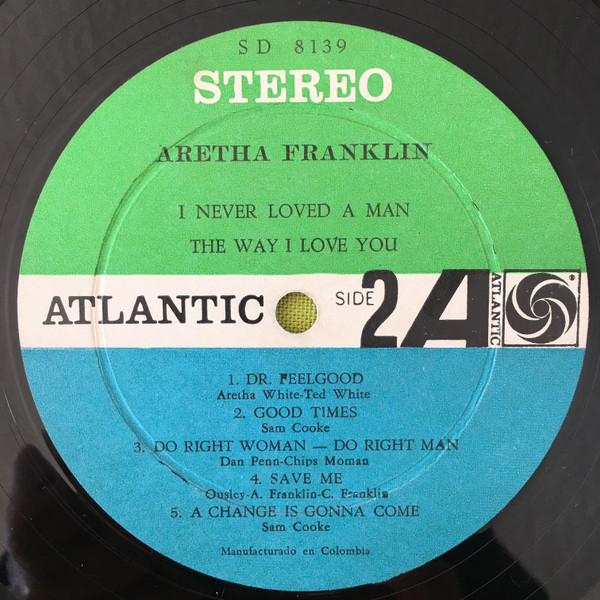 SD 8139
STEREO
ARETHA FRANKLIN
I NEVER LOVED A MAN
THE WAY I LOVE YOU
ATLANTIC SIDE 2 A ATLANTIC ®
1. DR. FEELGOOD
Aretha White-Ted White
2. GOOD TIMES
Sam Cooke
3. DO RIGHT WOMAN — DO RIGHT MAN
Dan Penn-Chips Moman
4. SAVE ME
Ousley-A. Franklin-C. Franklin
5. A CHANGE IS GONNA COME
Sam Cooke
Manufacturado en Colombia